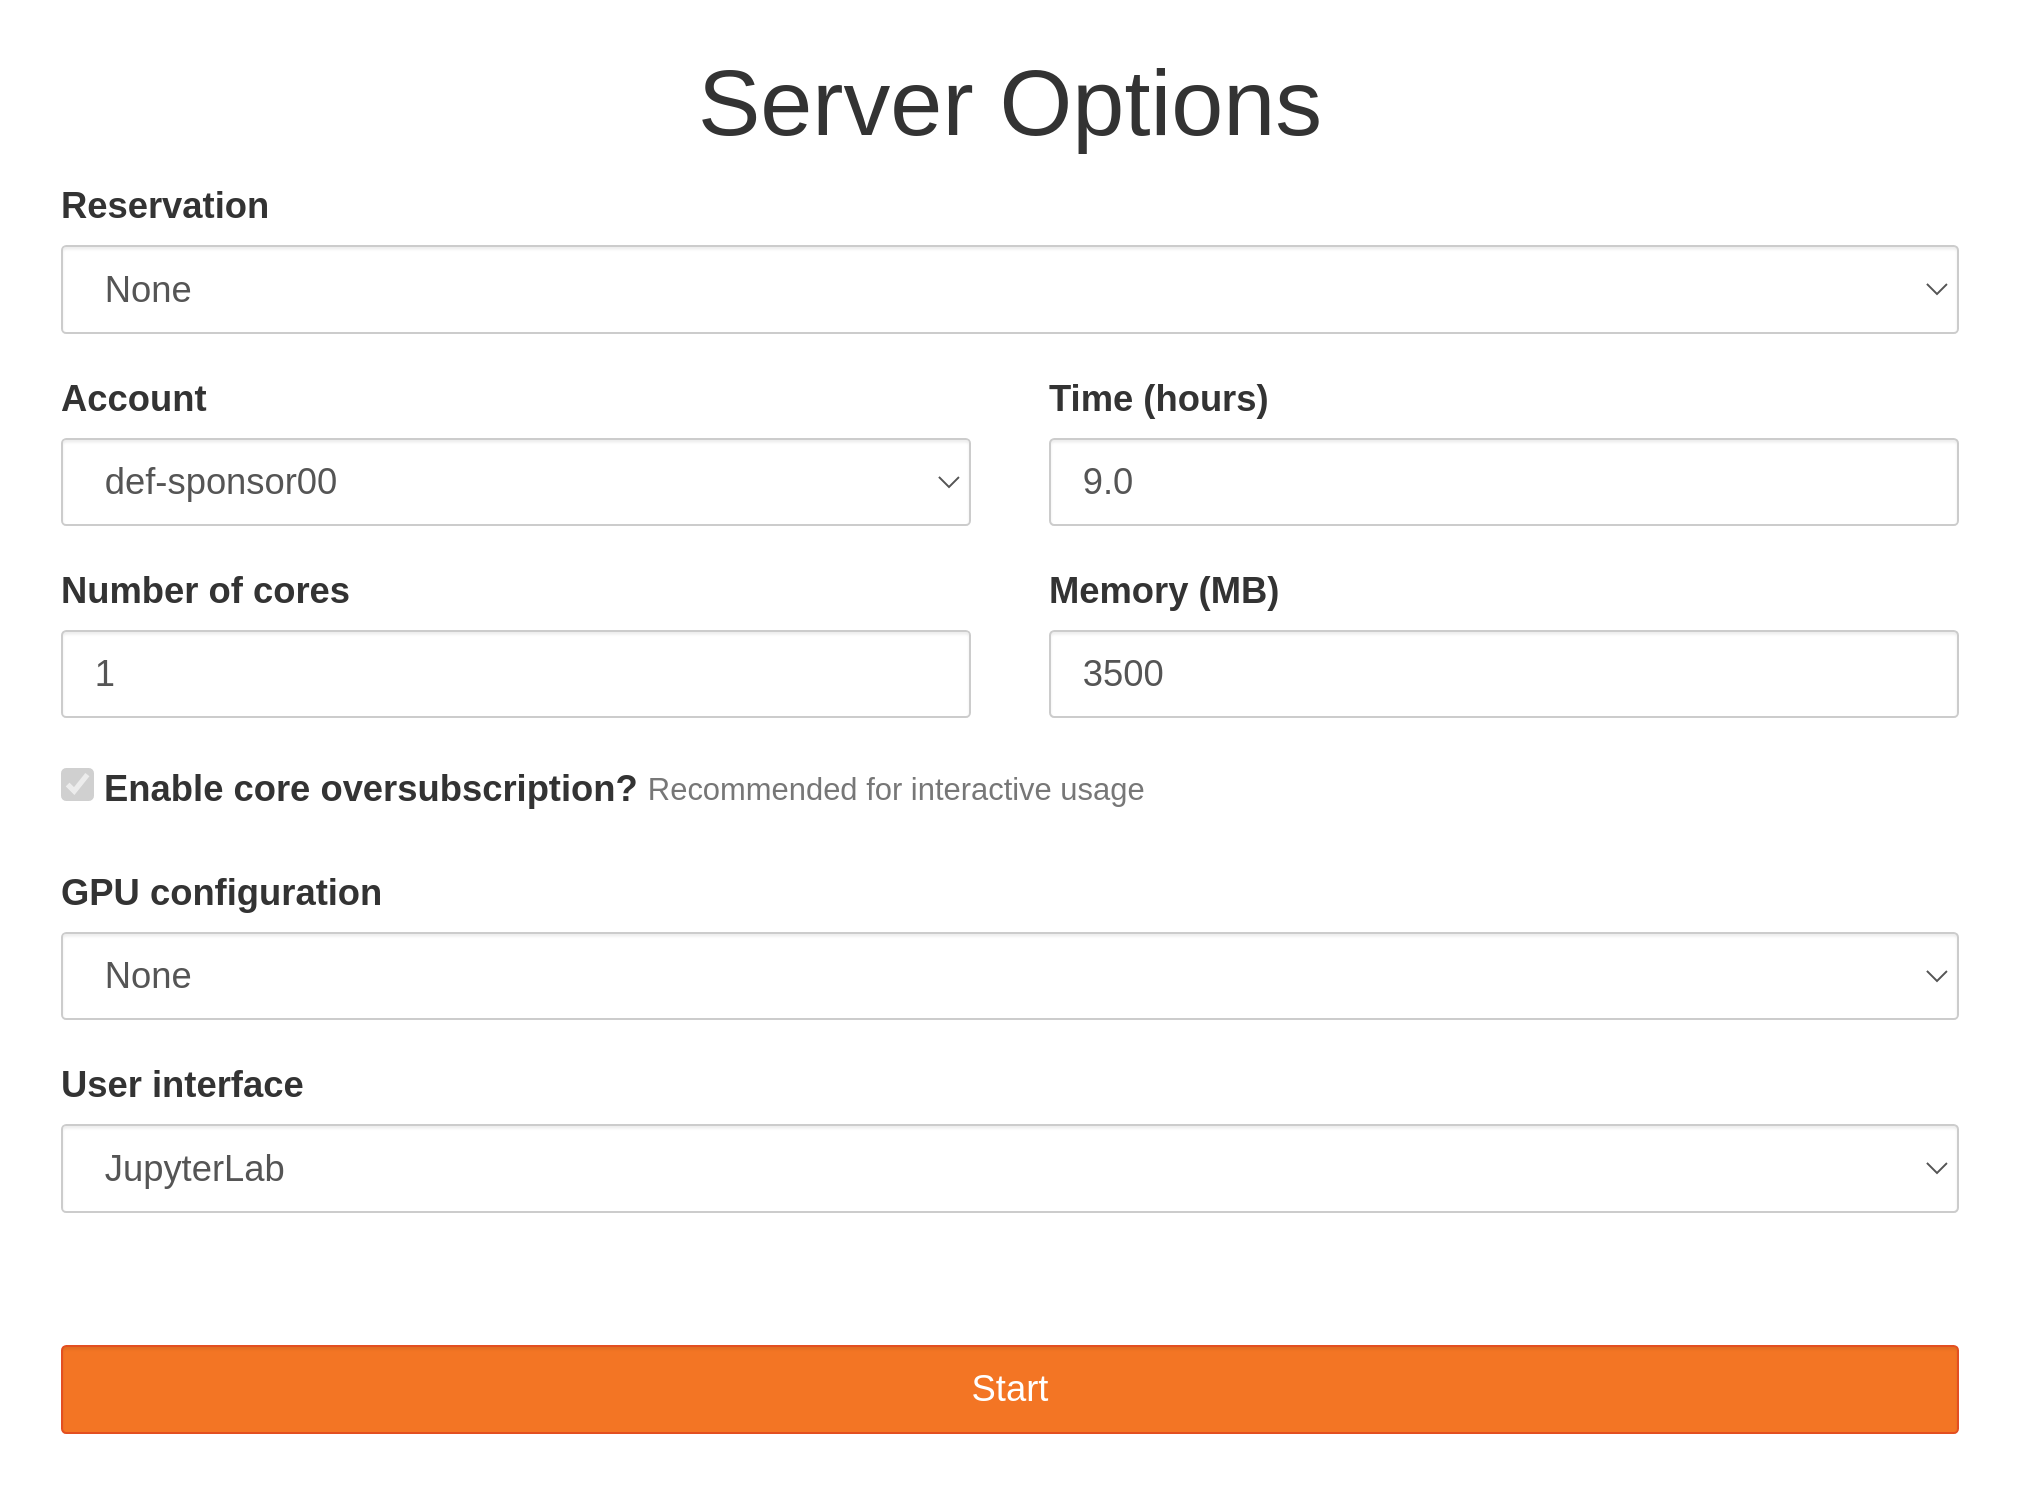 Server Options
Reservation
None
Account
Time (hours)
def-sponsor00
9.0
Number of cores
Memory (MB)
1
3500
Enable core oversubscription? Recommended for interactive usage
GPU configuration
None
User interface
JupyterLab
Start